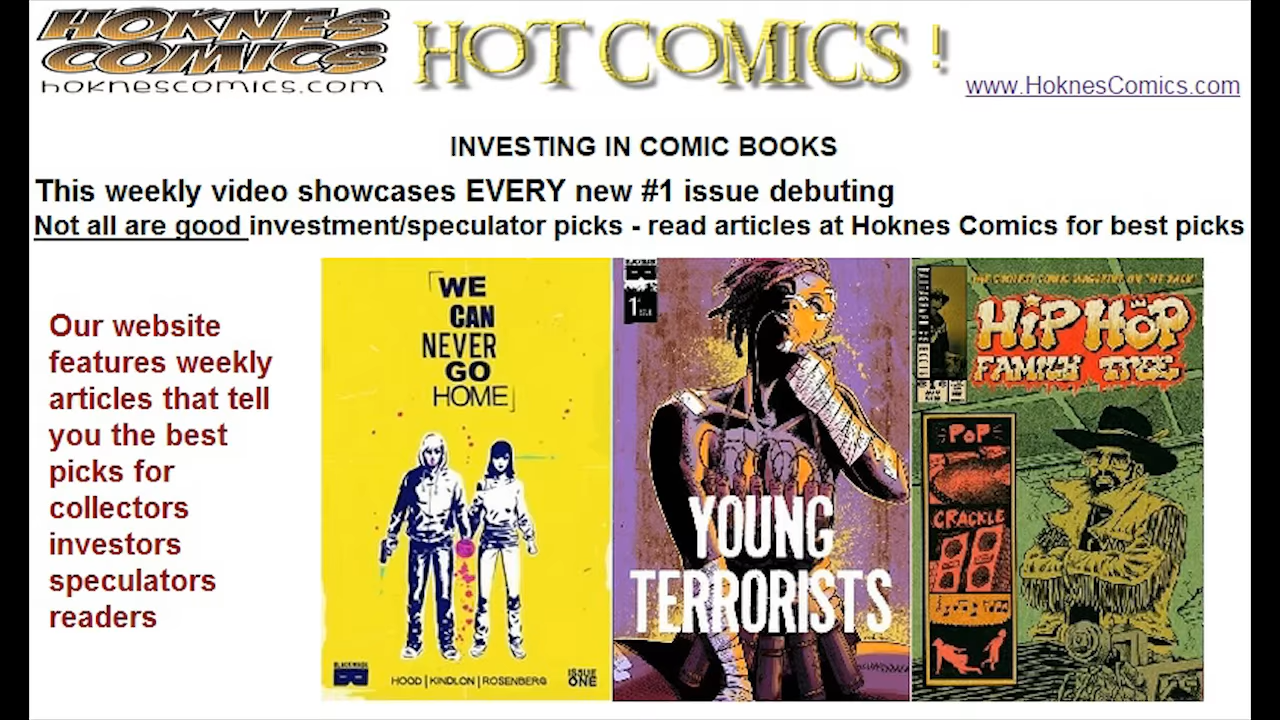 HOKNES
COMICS
hoknescomics.com
HOT COMICS !
www.HoknesComics.com
INVESTING IN COMIC BOOKS
This weekly video showcases EVERY new #1 issue debuting
Not all are good investment/speculator picks - read articles at Hoknes Comics for best picks
Our website
features weekly
articles that tell
you the best
picks for
collectors
investors
speculators
readers
WE
CAN
NEVER
GO
HOME
BLACK MASK
HOOD | KINDLON | ROSENBERG
ISSUE
ONE
1
ISSUE
YOUNG
TERRORISTS
HIP HOP
FAMILY TREE
POP
CRACKLE